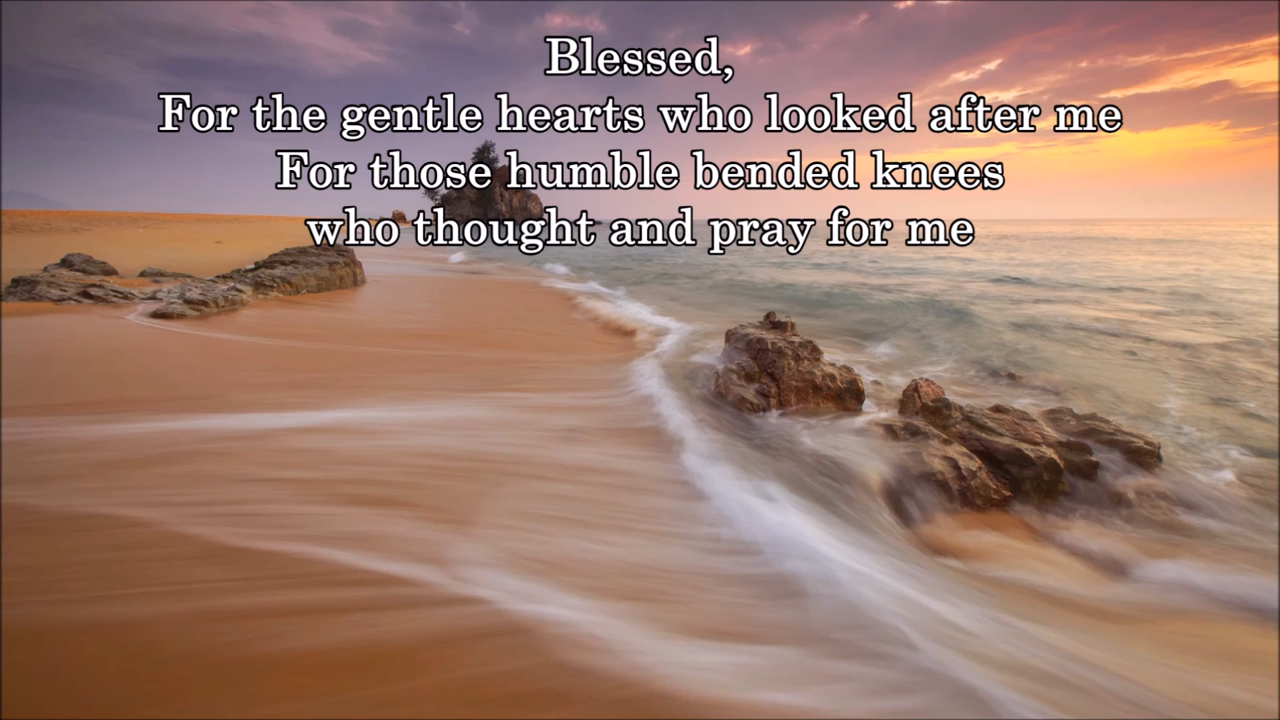 Blessed,
For the gentle hearts who looked after me
For those humble bended knees
who thought and pray for me